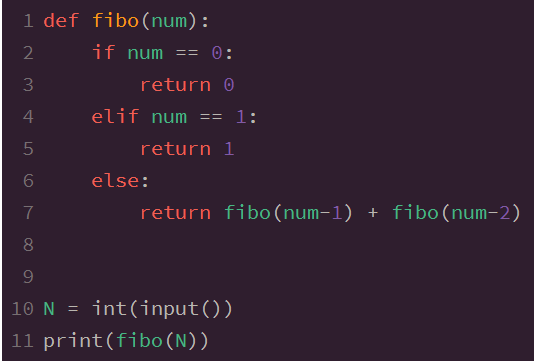 1 def fibo(num):
2     if num == 0:
3         return 0
4     elif num == 1:
5         return 1
6     else:
7         return fibo(num-1) + fibo(num-2)
8
9
10 N = int(input())
11 print(fibo(N))